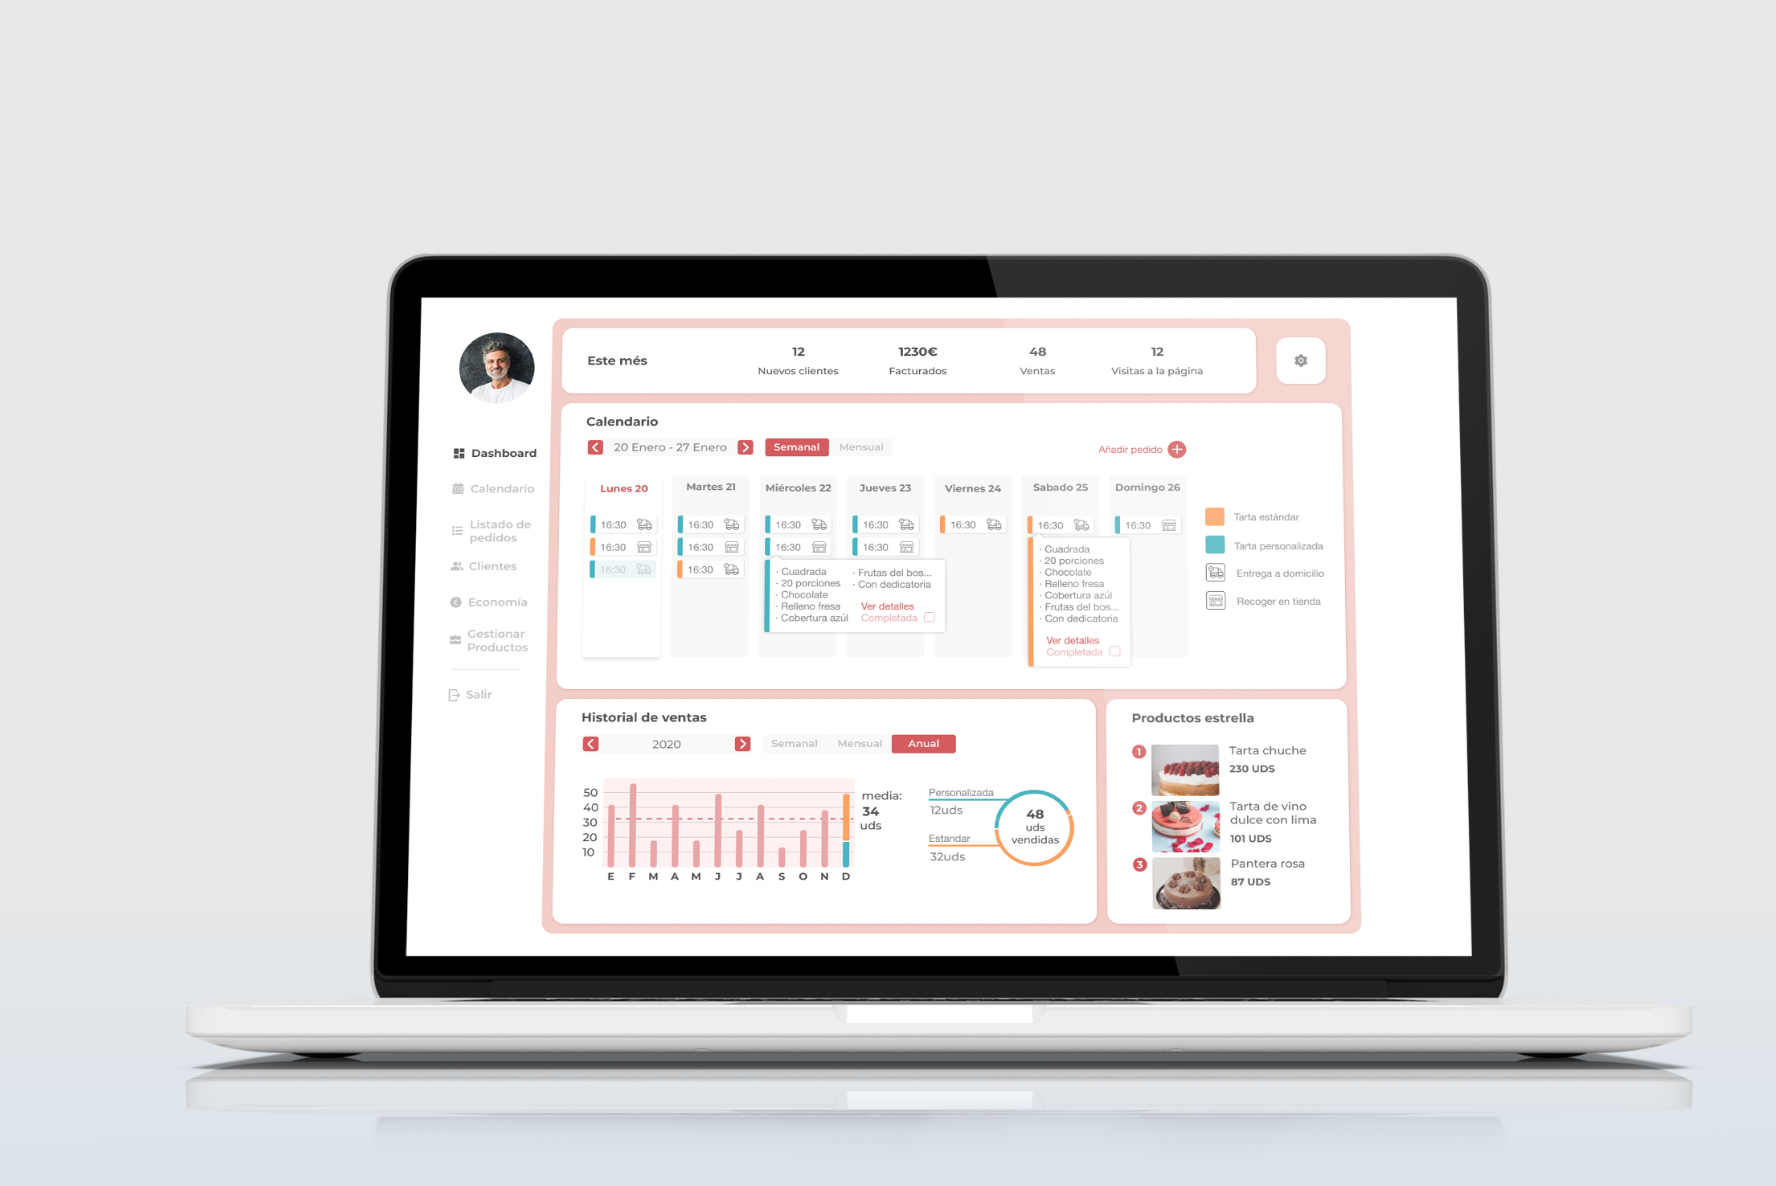 Este més
12
Nuevos clientes
1230€
Facturados
48
Ventas
12
Visitas a la página
Dashboard
Calendario
Listado de
pedidos
Clientes
Economía
Gestionar
Productos
Salir
Calendario
20 Enero - 27 Enero
Semanal
Mensual
Añadir pedido
Lunes 20
16:30
16:30
16:30
Martes 21
16:30
16:30
16:30
Miércoles 22
16:30
16:30
· Cuadrada
· 20 porciones
· Chocolate
· Relleno fresa
· Cobertura azúl
· Frutas del bos...
· Con dedicatoria
Ver detalles
Completada
Jueves 23
16:30
16:30
Viernes 24
16:30
Sabado 25
16:30
· Cuadrada
· 20 porciones
· Chocolate
· Relleno fresa
· Cobertura azúl
· Frutas del bos...
· Con dedicatoria
Ver detalles
Completada
Domingo 26
16:30
Tarta estándar
Tarta personalizada
Entrega a domicilio
Recoger en tienda
Historial de ventas
2020
Semanal
Mensual
Anual
50
40
30
20
10
E F M A M J J A S O N D
media:
34
uds
Personalizada
12uds
Estandar
32uds
48
uds
vendidas
Productos estrella
1
Tarta chuche
230 UDS
2
Tarta de vino
dulce con lima
101 UDS
3
Pantera rosa
87 UDS